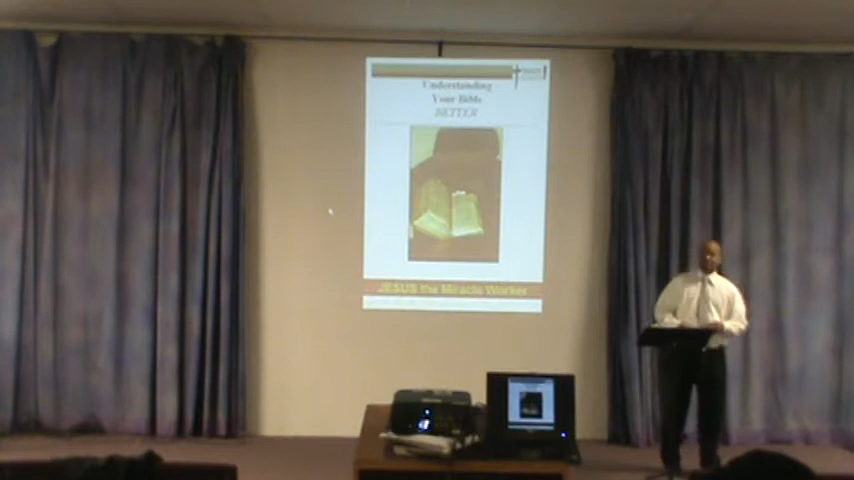 Understanding
Your Bible
BETTER
JESUS the Miracle Worker